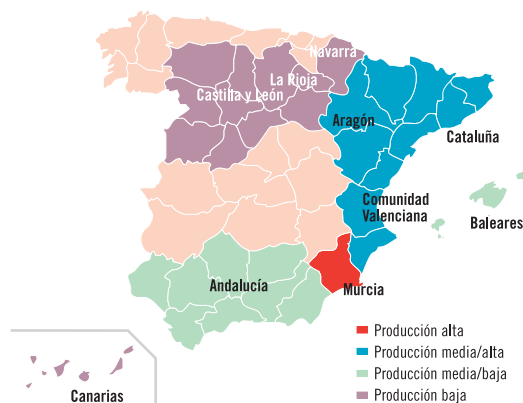 Navarra
La Rioja
Castilla y León
Aragón
Cataluña
Comunidad
Valenciana
Baleares
Andalucía
Murcia
Canarias
Producción alta
Producción media/alta
Producción media/baja
Producción baja